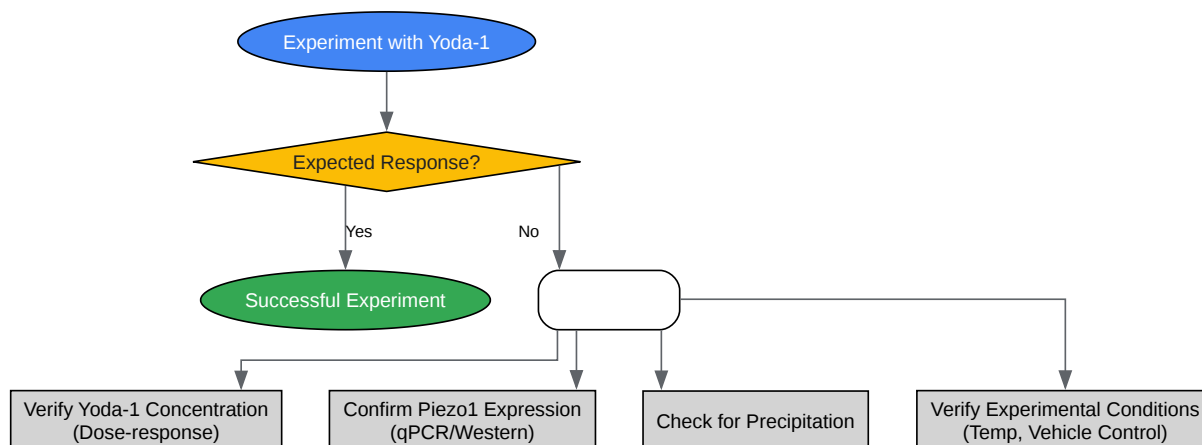 Experiment with Yoda-1
Expected Response?
Yes
No
Successful Experiment
Verify Yoda-1 Concentration
(Dose-response)
Confirm Piezo1 Expression
(qPCR/Western)
Check for Precipitation
Verify Experimental Conditions
(Temp, Vehicle Control)